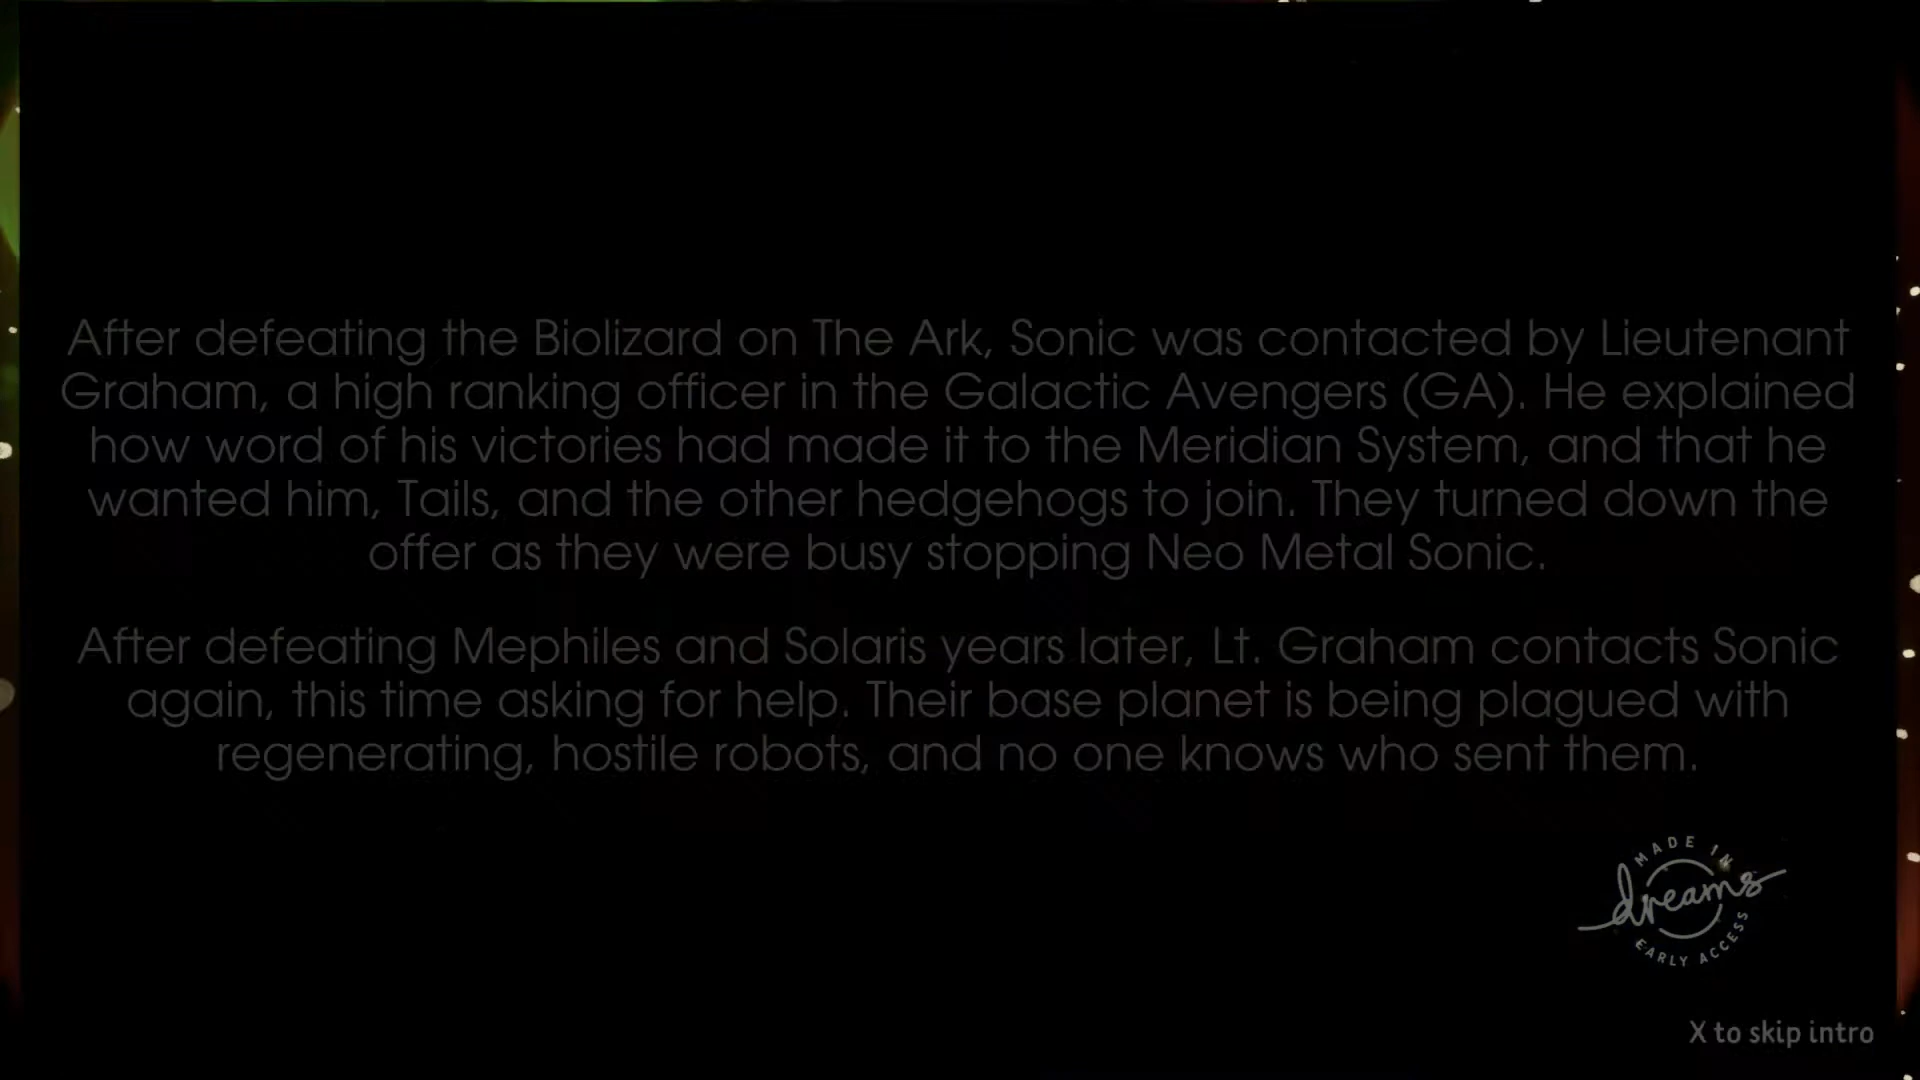 After defeating the Biolizard on The Ark, Sonic was contacted by Lieutenant
Graham, a high ranking officer in the Galactic Avengers (GA). He explained
how word of his victories had made it to the Meridian System, and that he
wanted him, Tails, and the other hedgehogs to join. They turned down the
offer as they were busy stopping Neo Metal Sonic.
After defeating Mephiles and Solaris years later, Lt. Graham contacts Sonic
again, this time asking for help. Their base planet is being plagued with
regenerating, hostile robots, and no one knows who sent them.
MADE IN
dreams
EARLY ACCESS
X to skip intro